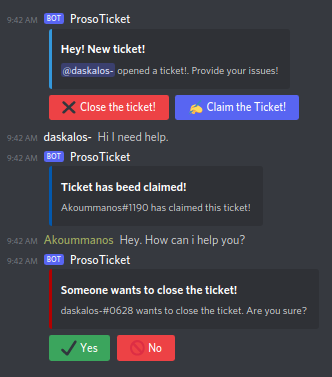 9:42 AM BOT ProsoTicket
Hey! New ticket!
@daskalos- opened a ticket!. Provide your issues!
Close the ticket! Claim the Ticket!
9:42 AM daskalos- Hi I need help.
9:42 AM BOT ProsoTicket
Ticket has beed claimed!
Akoummanos#1190 has claimed this ticket!
9:42 AM Akoummanos Hey. How can i help you?
9:42 AM BOT ProsoTicket
Someone wants to close the ticket!
daskalos-#0628 wants to close the ticket. Are you sure?
Yes No